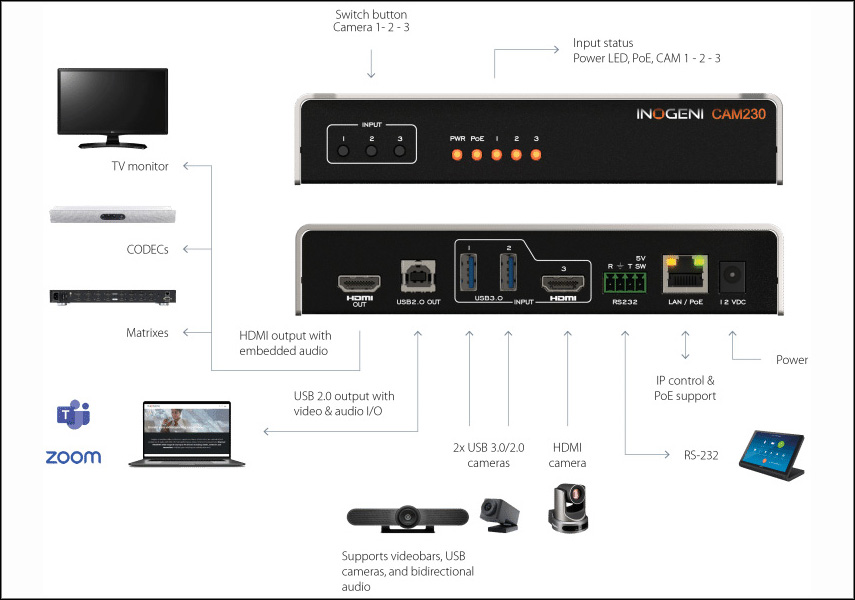 Switch button
Camera 1 - 2 - 3
Input status
Power LED, PoE, CAM 1 - 2 - 3
INOGENI CAM230
INPUT
1 2 3
PWR PoE 1 2 3
TV monitor
CODECs
Matrixes
1 2
3
HDMI
OUT
USB2.0 OUT
USB3.0
INPUT
HDMI
5V
R T SW
RS232
LAN / PoE
12 VDC
HDMI output with
embedded audio
Power
IP control &
PoE support
USB 2.0 output with
video & audio I/O
T
zoom
2x USB 3.0/2.0
cameras
HDMI
camera
RS-232
Supports videobars, USB
cameras, and bidirectional
audio